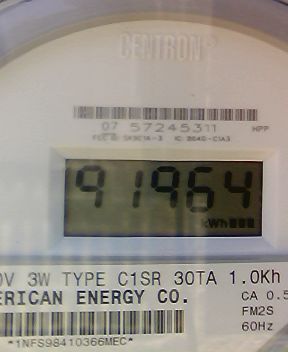 CENTRON®
07 57245311 HPP
91964
kWh
0V 3W TYPE C1SR 30TA 1.0Kh
ERICAN ENERGY CO.
CA 0.5
FM2S
60Hz
*1NFS98410366MEC*